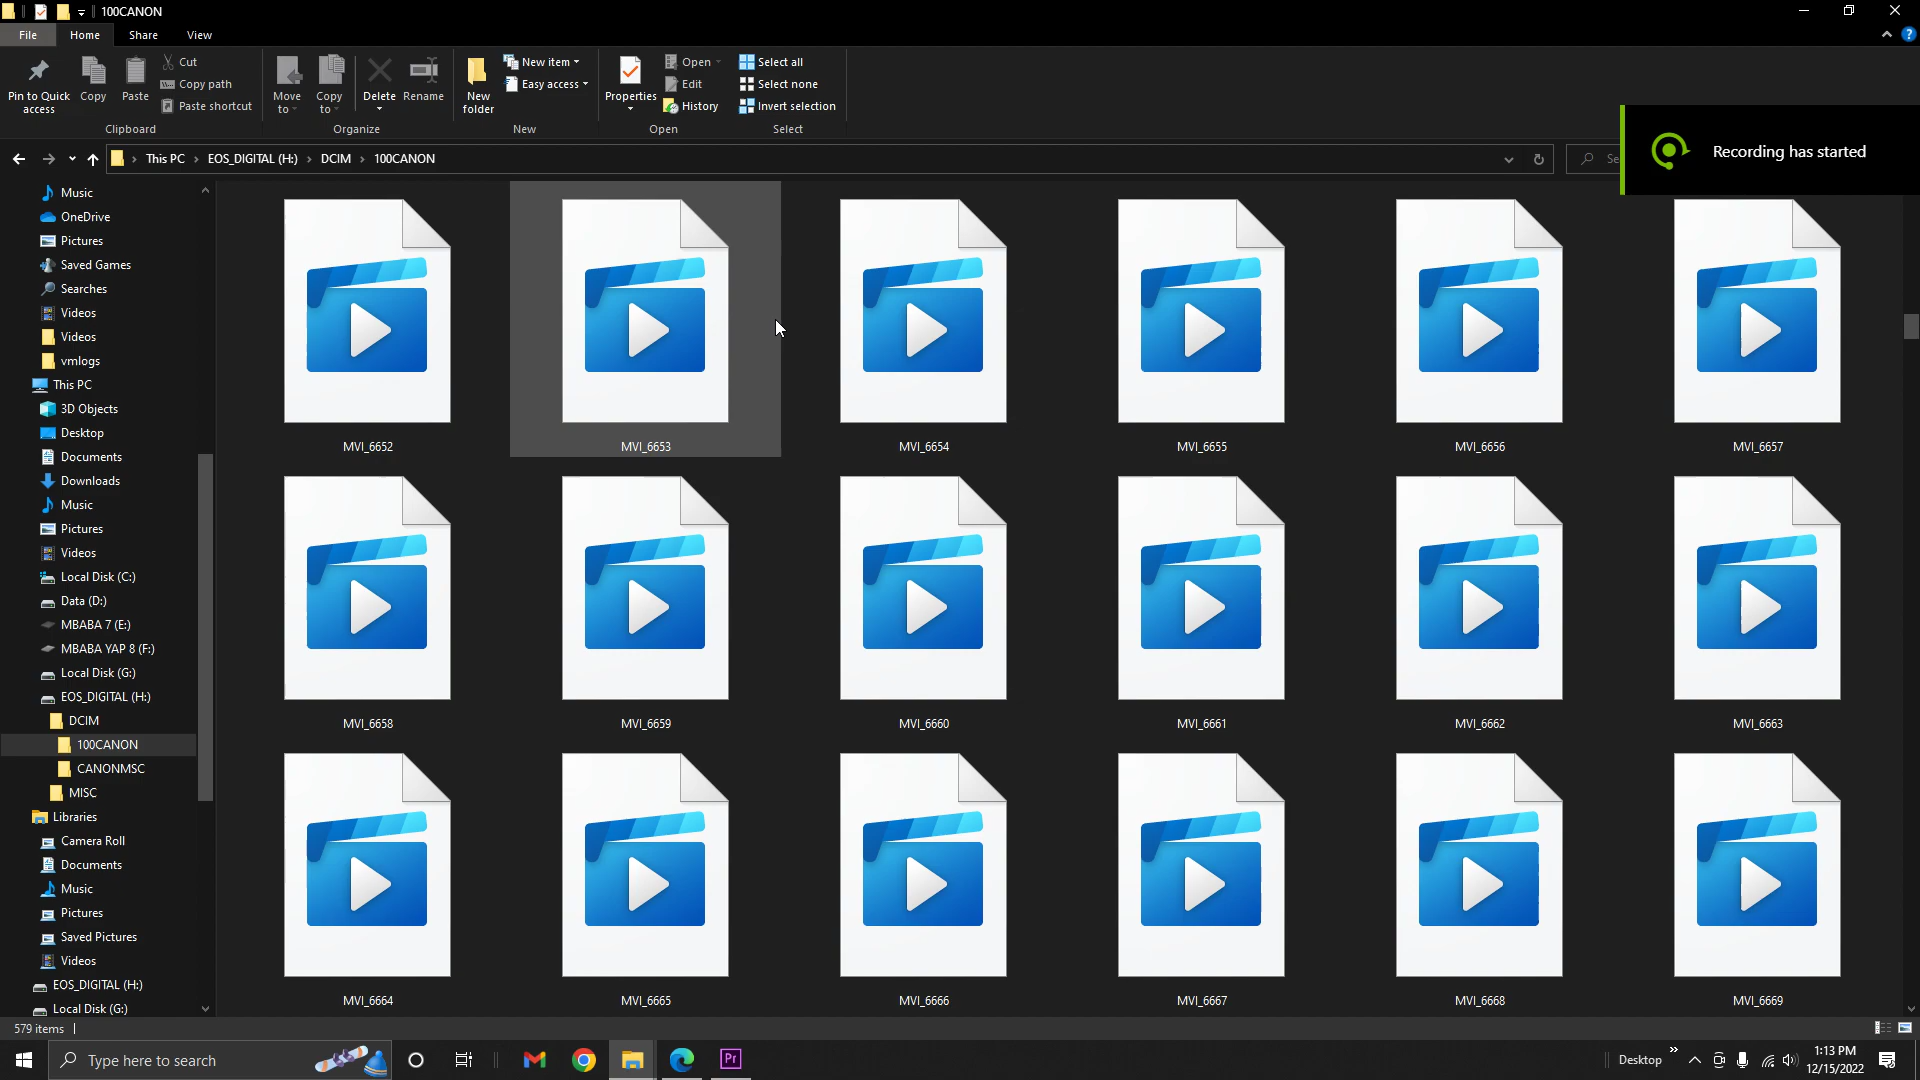 100CANON
File Home Share View
Pin to Quick access
Copy
Paste
Cut
Copy path
Paste shortcut
Clipboard
Move to
Copy to
Delete
Rename
Organize
New folder
New item
Easy access
New
Properties
Open
Edit
History
Open
Select all
Select none
Invert selection
Select
Recording has started
This PC › EOS_DIGITAL (H:) › DCIM › 100CANON
Music
OneDrive
Pictures
Saved Games
Searches
Videos
Videos
vmlogs
This PC
3D Objects
Desktop
Documents
Downloads
Music
Pictures
Videos
Local Disk (C:)
Data (D:)
MBABA 7 (E:)
MBABA YAP 8 (F:)
Local Disk (G:)
EOS_DIGITAL (H:)
DCIM
100CANON
CANONMSC
MISC
Libraries
Camera Roll
Documents
Music
Pictures
Saved Pictures
Videos
EOS_DIGITAL (H:)
Local Disk (G:)
MVI_6652 MVI_6653 MVI_6654 MVI_6655 MVI_6656 MVI_6657
MVI_6658 MVI_6659 MVI_6660 MVI_6661 MVI_6662 MVI_6663
MVI_6664 MVI_6665 MVI_6666 MVI_6667 MVI_6668 MVI_6669
579 items
Type here to search
Pr
Desktop
1:13 PM
12/15/2022